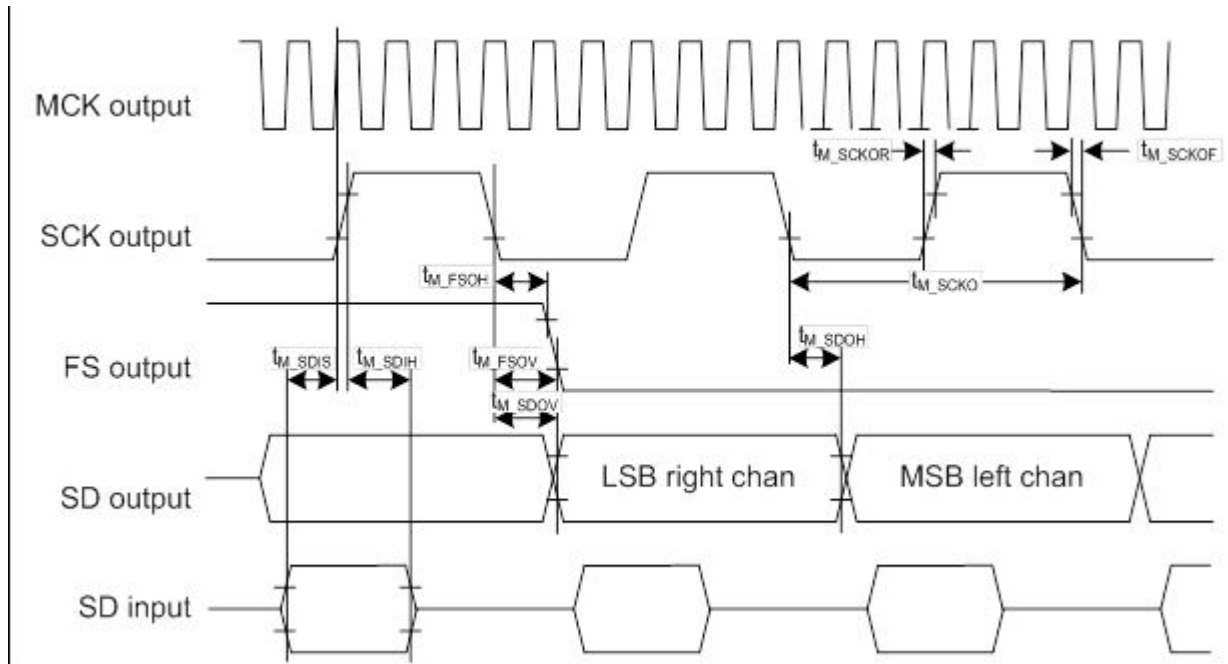 MCK output
tM_SCKOR
tM_SCKOF
SCK output
tM_FSOH
tM_SCKO
tM_SDOH
FS output
tM_SDIS
tM_SDIH
tM_FSOV
tM_SDOV
SD output
LSB right chan
MSB left chan
SD input